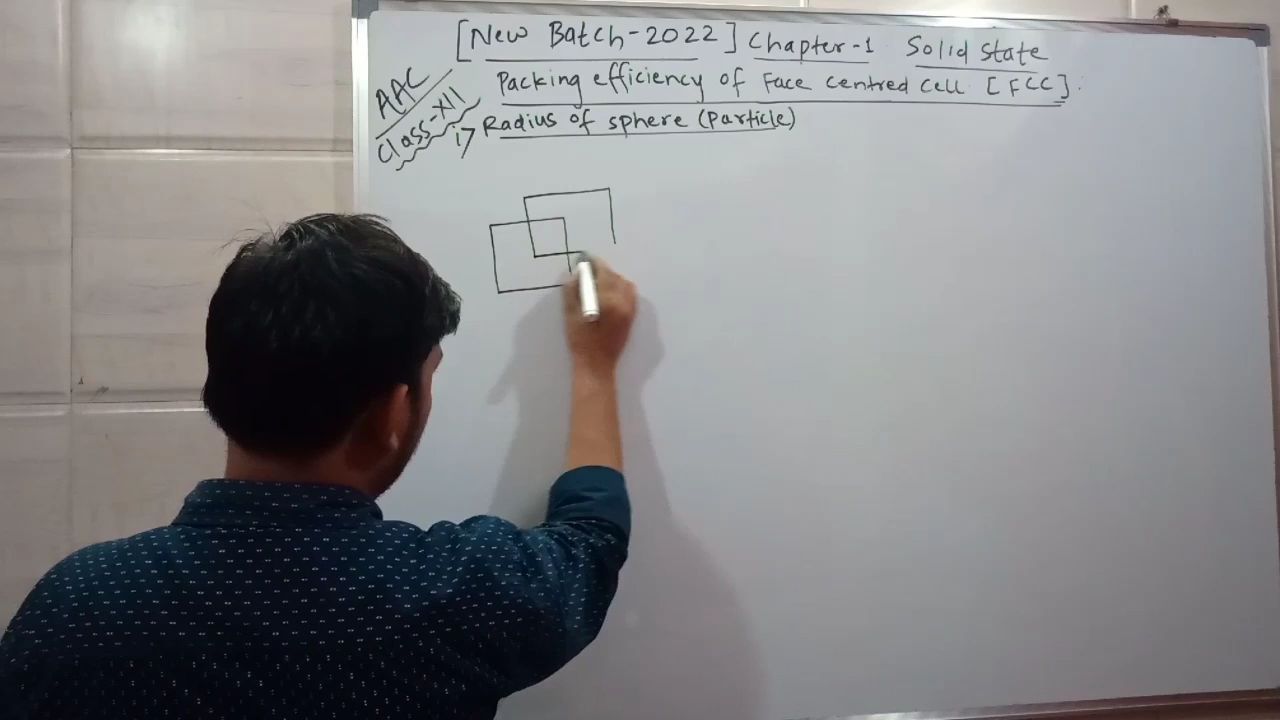 [New Batch-2022] Chapter-1 Solid State
Packing efficiency of Face Centred Cell [FCC]:
AAC
Class-XII
i> Radius of sphere (Particle)